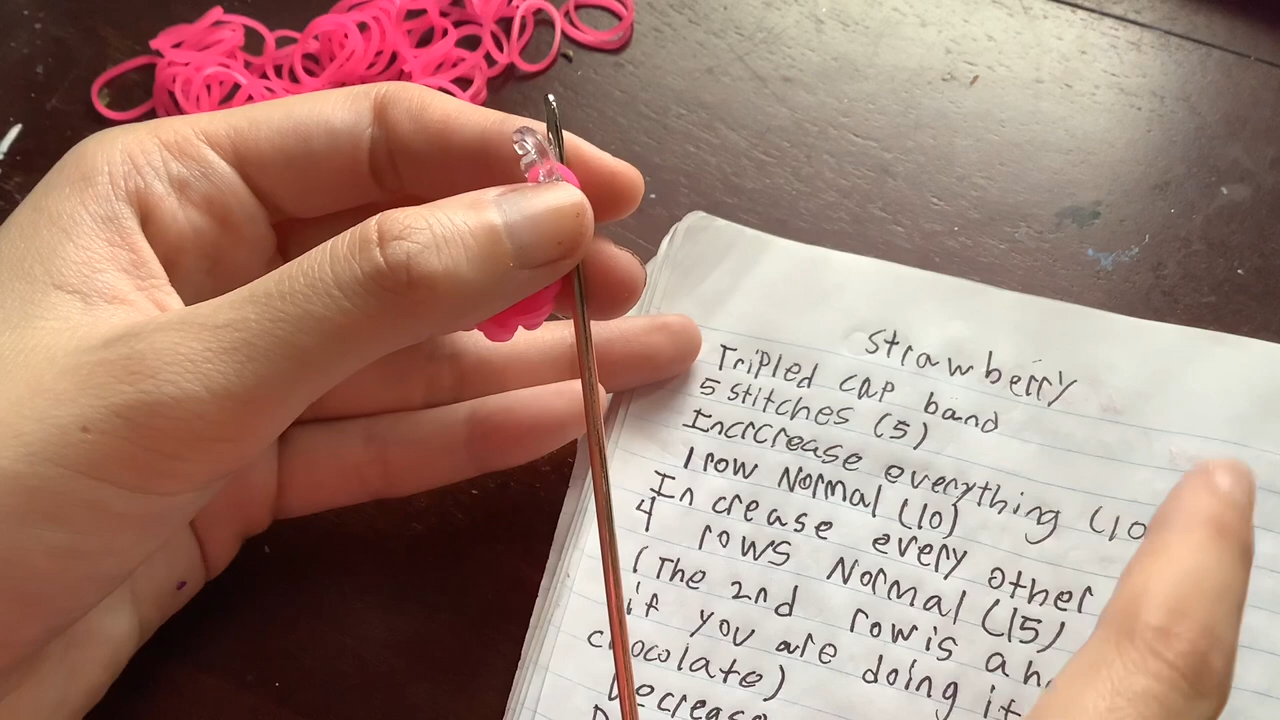 Strawberry
Tripled cap band
5 stitches (5)
Incrcrease everything (10
1 row Normal (10)
Increase every other
4 rows Normal (15)
(The 2nd row is
if you are doing it
chocolate)
Decrease